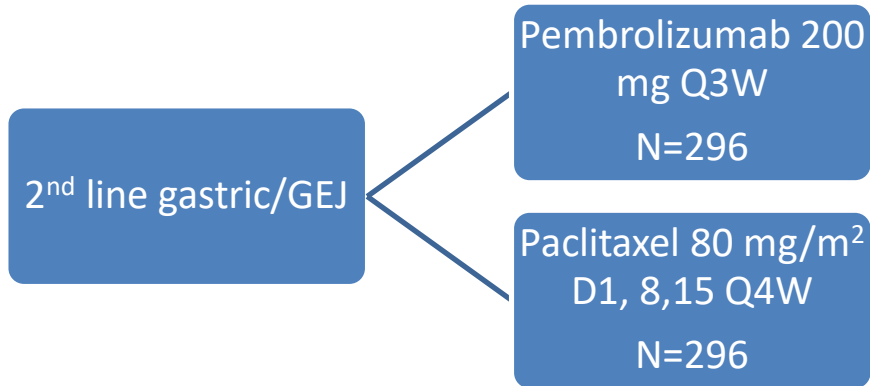 2nd line gastric/GEJ
Pembrolizumab 200
mg Q3W
N=296
Paclitaxel 80 mg/m2
D1, 8,15 Q4W
N=296